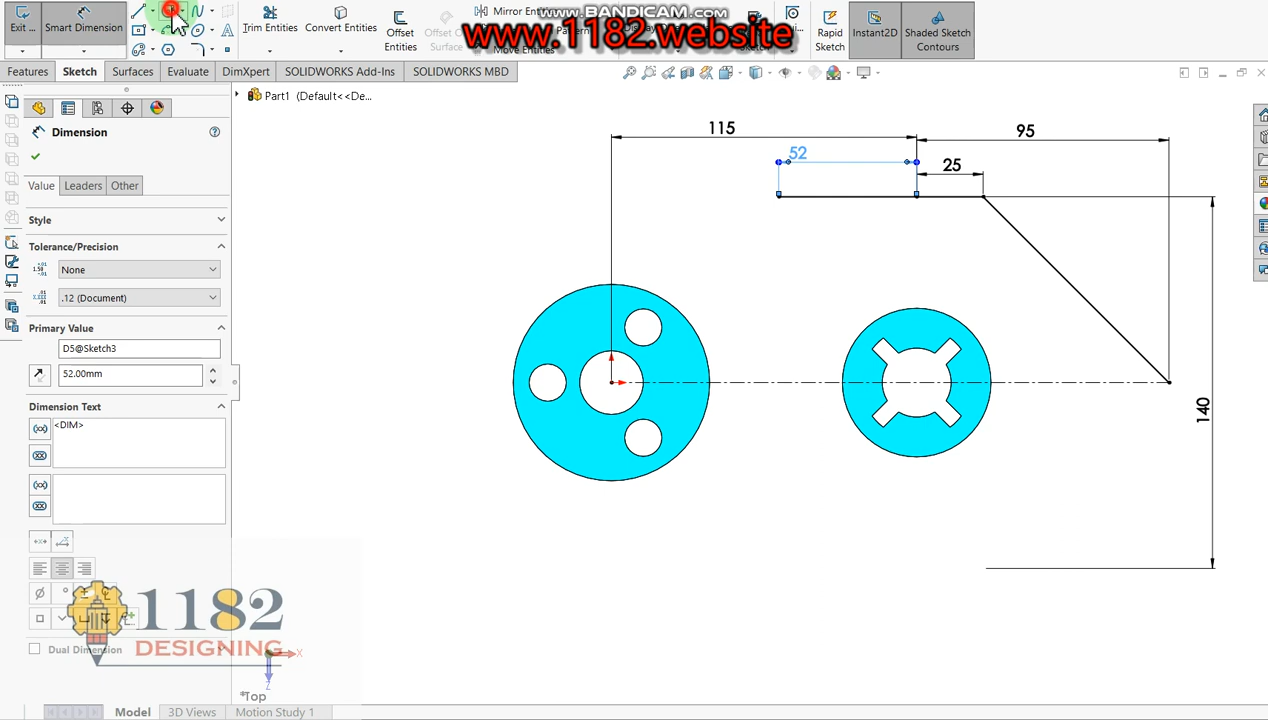 www.BANDICAM.com
www.1182.website
Exit ...
Smart Dimension
Trim Entities
Convert Entities
Offset
Entities
Offset
Mirror Entities
Move Entities
Rapid
Sketch
Instant2D
Shaded Sketch
Contours
Features
Sketch
Surfaces
Evaluate
DimXpert
SOLIDWORKS Add-Ins
SOLIDWORKS MBD
Part1 (Default<<De...
Dimension
Value
Leaders
Other
Style
Tolerance/Precision
None
.12 (Document)
Primary Value
D5@Sketch3
52.00mm
Dimension Text
<DIM>
Dual Dimension
1182
DESIGNING
115
95
52
25
140
X
Z
*Top
Model
3D Views
Motion Study 1